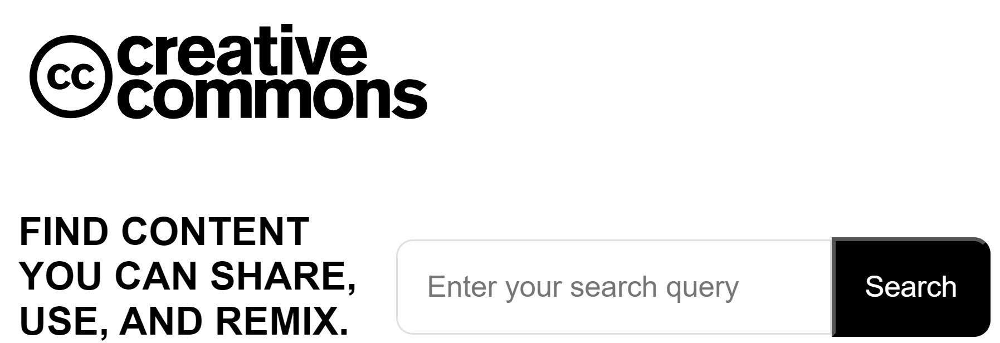 cc creative
commons
FIND CONTENT
YOU CAN SHARE,
USE, AND REMIX.
Enter your search query
Search